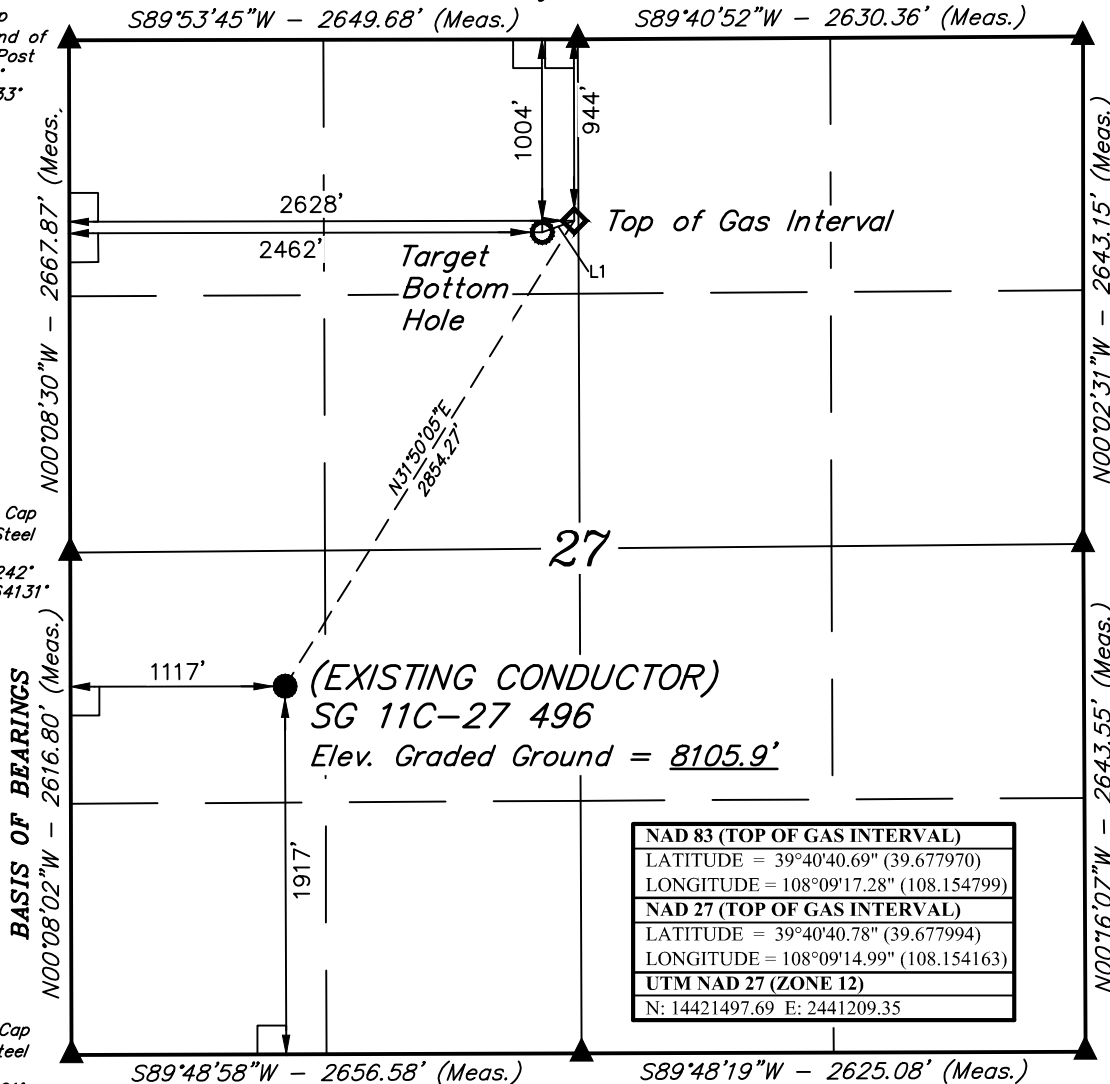 S89°53'45"W - 2649.68' (Meas.)
S89°40'52"W - 2630.36' (Meas.)
nd of
Post
33°
N00°08'30"W - 2667.87' (Meas.
1004'
944'
N00°02'31"W - 2643.15' (Meas.)
2628'
Top of Gas Interval
2462'
L1
Target
Bottom
Hole
N31°50'05"E
2854.27'
Cap
Steel
242°
64131°
27
1117'
(EXISTING CONDUCTOR)
SG 11C-27 496
Elev. Graded Ground = 8105.9'
BASIS OF BEARINGS
N00°08'02"W - 2616.80' (Meas.)
1917'
N00°16'07"W - 2643.55' (Meas.)
NAD 83 (TOP OF GAS INTERVAL)
LATITUDE = 39°40'40.69" (39.677970)
LONGITUDE = 108°09'17.28" (108.154799)
NAD 27 (TOP OF GAS INTERVAL)
LATITUDE = 39°40'40.78" (39.677994)
LONGITUDE = 108°09'14.99" (108.154163)
UTM NAD 27 (ZONE 12)
N: 14421497.69 E: 2441209.35
Cap
teel
S89°48'58"W - 2656.58' (Meas.)
S89°48'19"W - 2625.08' (Meas.)